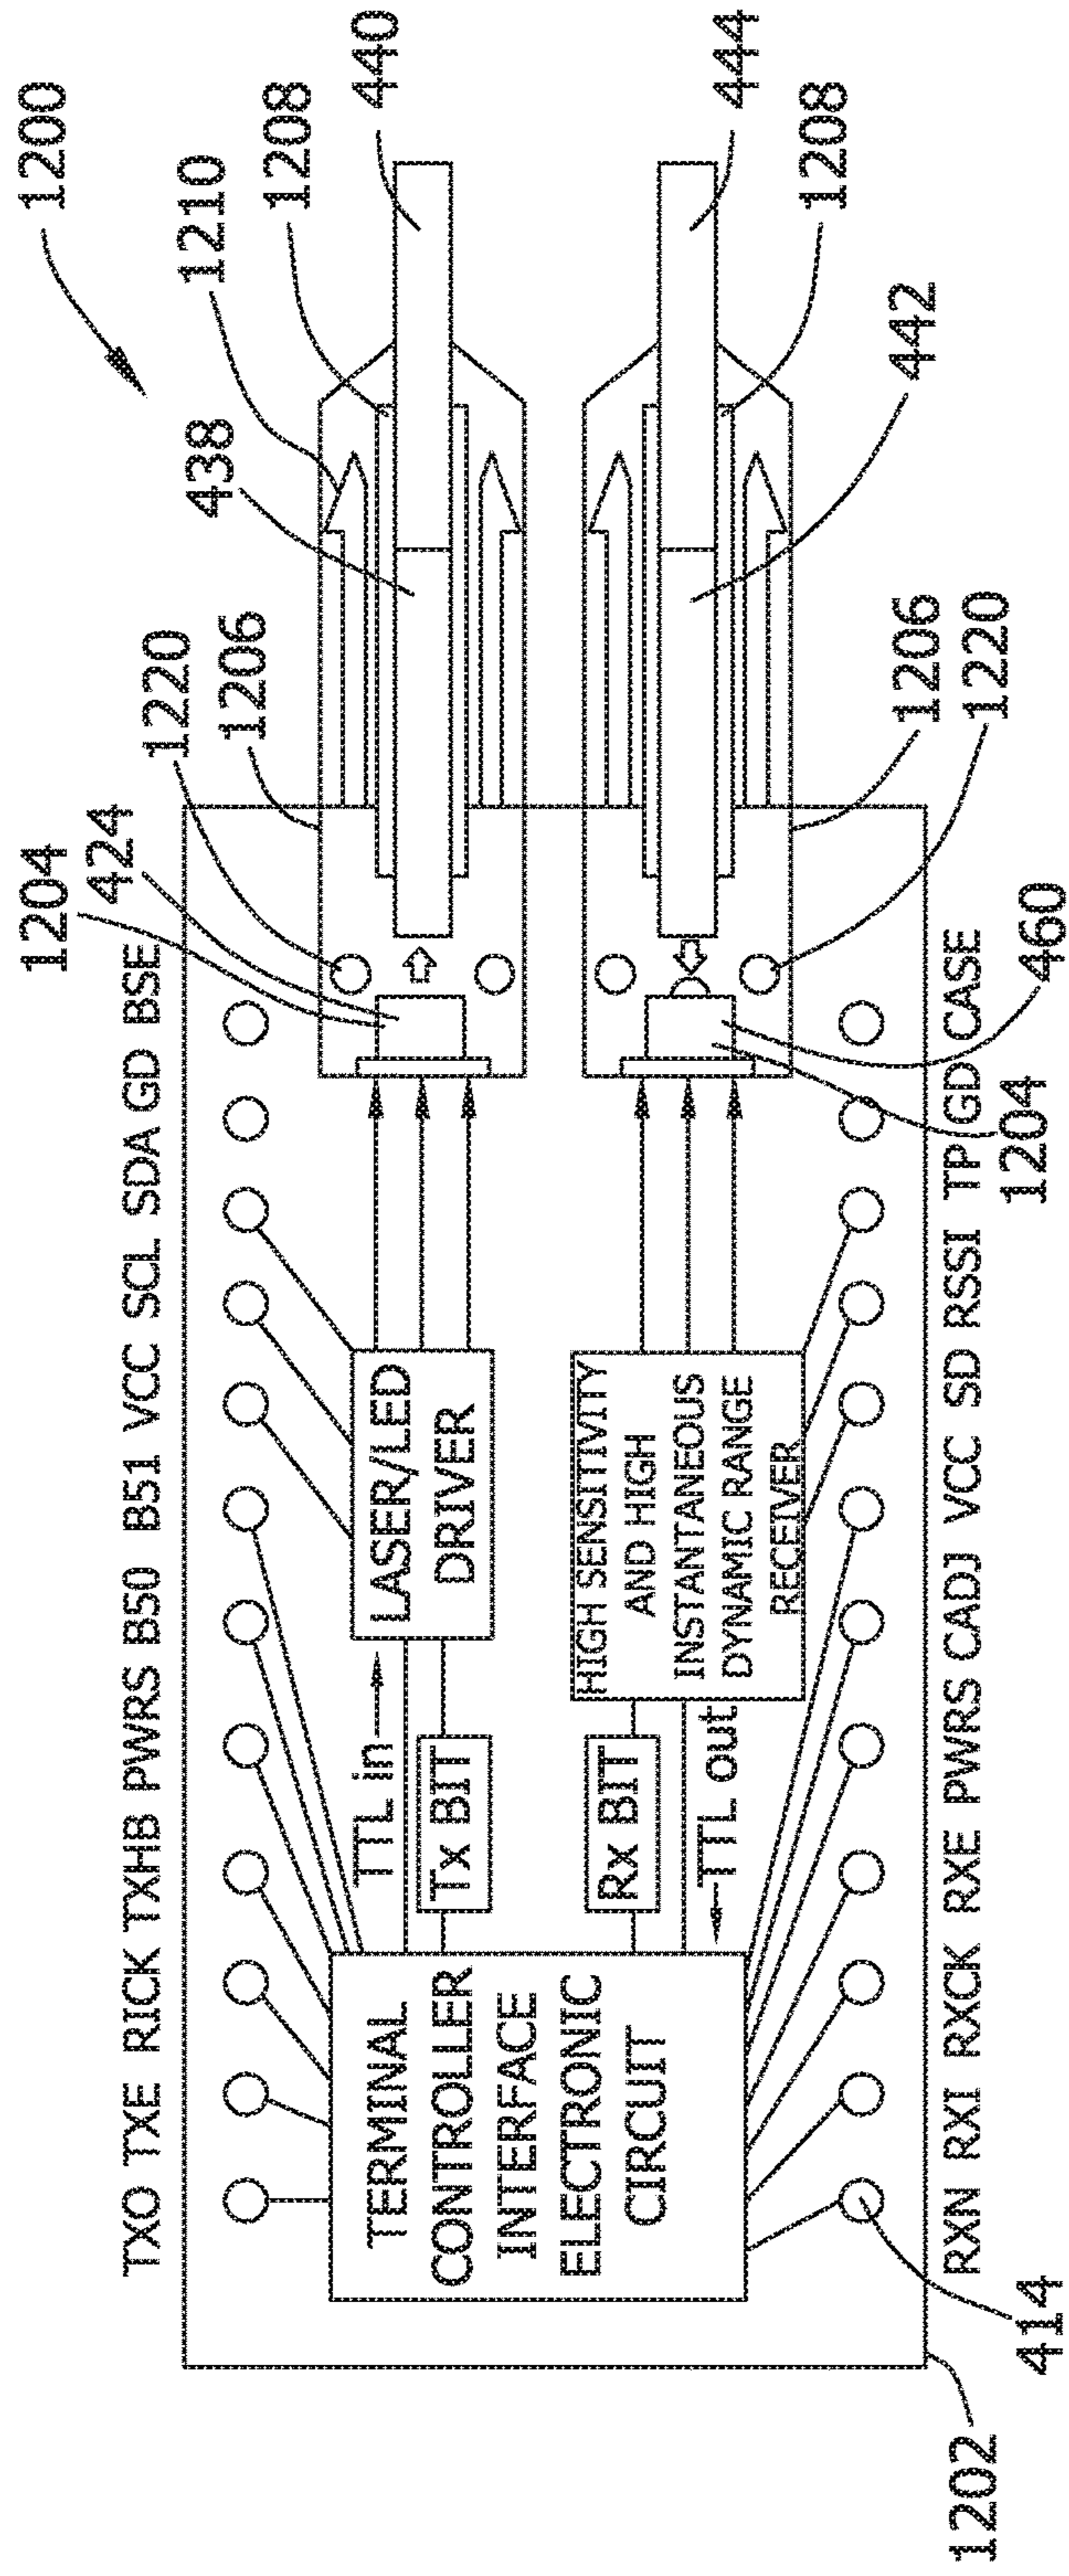 1200
1210
1208
440
438
1220
1206
1204
424
TXO TXE RICK TXHB PWRS B50 B51 VCC SCL SDA GD BSE
TTL in
Tx BIT
LASER/LED
DRIVER
TERMINAL
CONTROLLER
INTERFACE
ELECTRONIC
CIRCUIT
Rx BIT
TTL out
HIGH SENSITIVITY
AND HIGH
INSTANTANEOUS
DYNAMIC RANGE
RECEIVER
RXN RXI RXCK RXE PWRS CADJ VCC SD RSSI TP GD CASE
444
1208
442
1206
1220
460
1204
414
1202